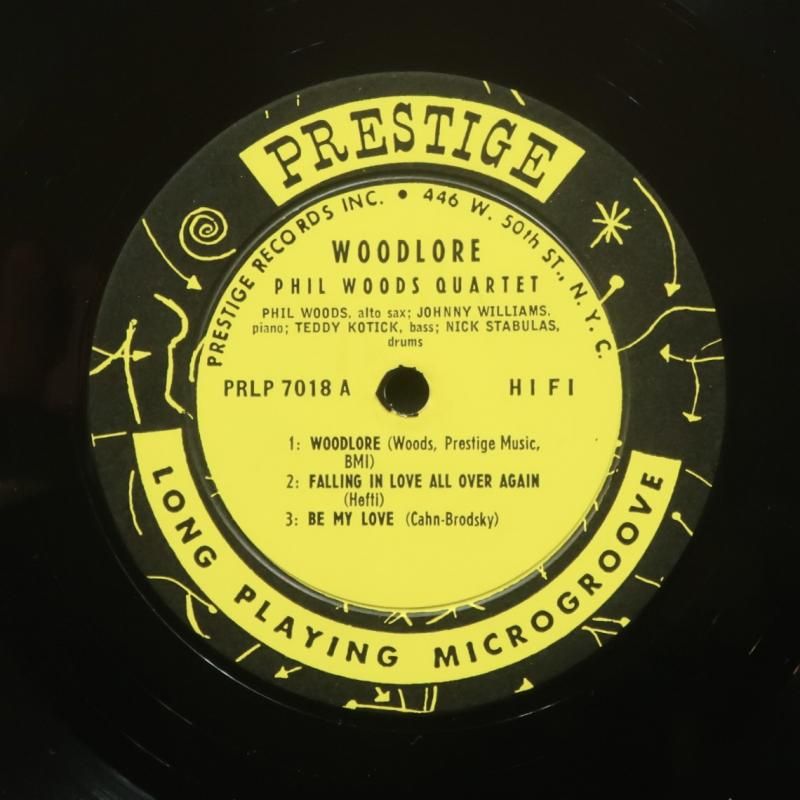 PRESTIGE
PRESTIGE RECORDS INC. • 446 W. 50th ST., N.Y.C.
WOODLORE
PHIL WOODS QUARTET
PHIL WOODS, alto sax; JOHNNY WILLIAMS,
piano; TEDDY KOTICK, bass; NICK STABULAS,
drums
PRLP 7018 A HI FI
1: WOODLORE (Woods, Prestige Music,
BMI)
2: FALLING IN LOVE ALL OVER AGAIN
(Hefti)
3: BE MY LOVE (Cahn-Brodsky)
LONG PLAYING MICROGROOVE